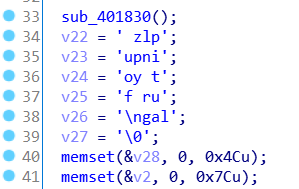 33 sub_401830();
34 v22 = ' zlp';
35 v23 = 'upni';
36 v24 = 'oy t';
37 v25 = 'f ru';
38 v26 = '\ngal';
39 v27 = '\0';
40 memset(&v28, 0, 0x4Cu);
41 memset(&v2, 0, 0x7Cu);